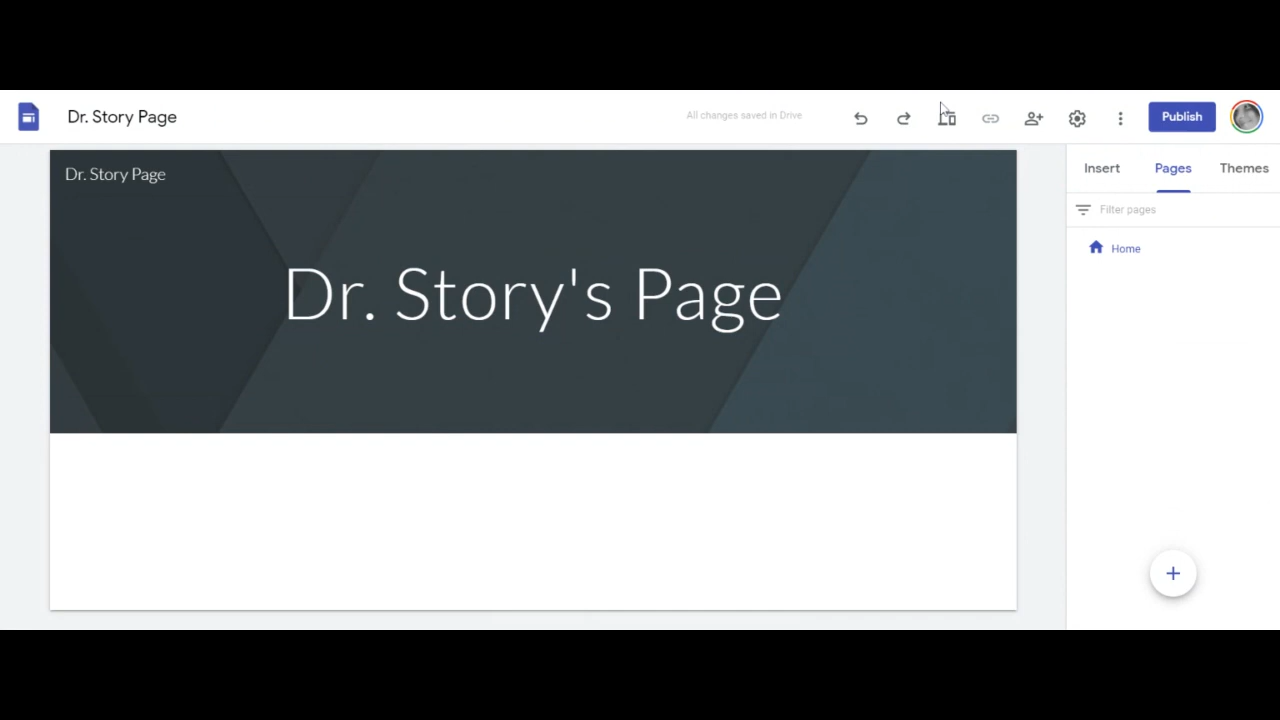 Dr. Story Page
All changes saved in Drive
Publish
Dr. Story Page
Dr. Story's Page
Insert
Pages
Themes
Filter pages
Home